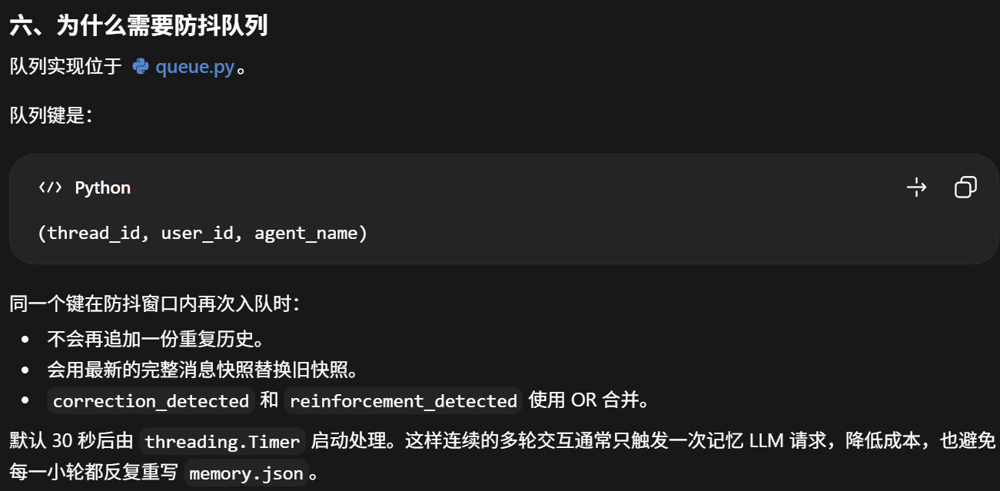 六、为什么需要防抖队列
队列实现位于 queue.py。
队列键是：
Python
(thread_id, user_id, agent_name)
同一个键在防抖窗口内再次入队时：
• 不会再追加一份重复历史。
• 会用最新的完整消息快照替换旧快照。
• correction_detected 和 reinforcement_detected 使用 OR 合并。
默认 30 秒后由 threading.Timer 启动处理。这样连续的多轮交互通常只触发一次记忆 LLM 请求，降低成本，也避免
每一小轮都反复重写 memory.json。